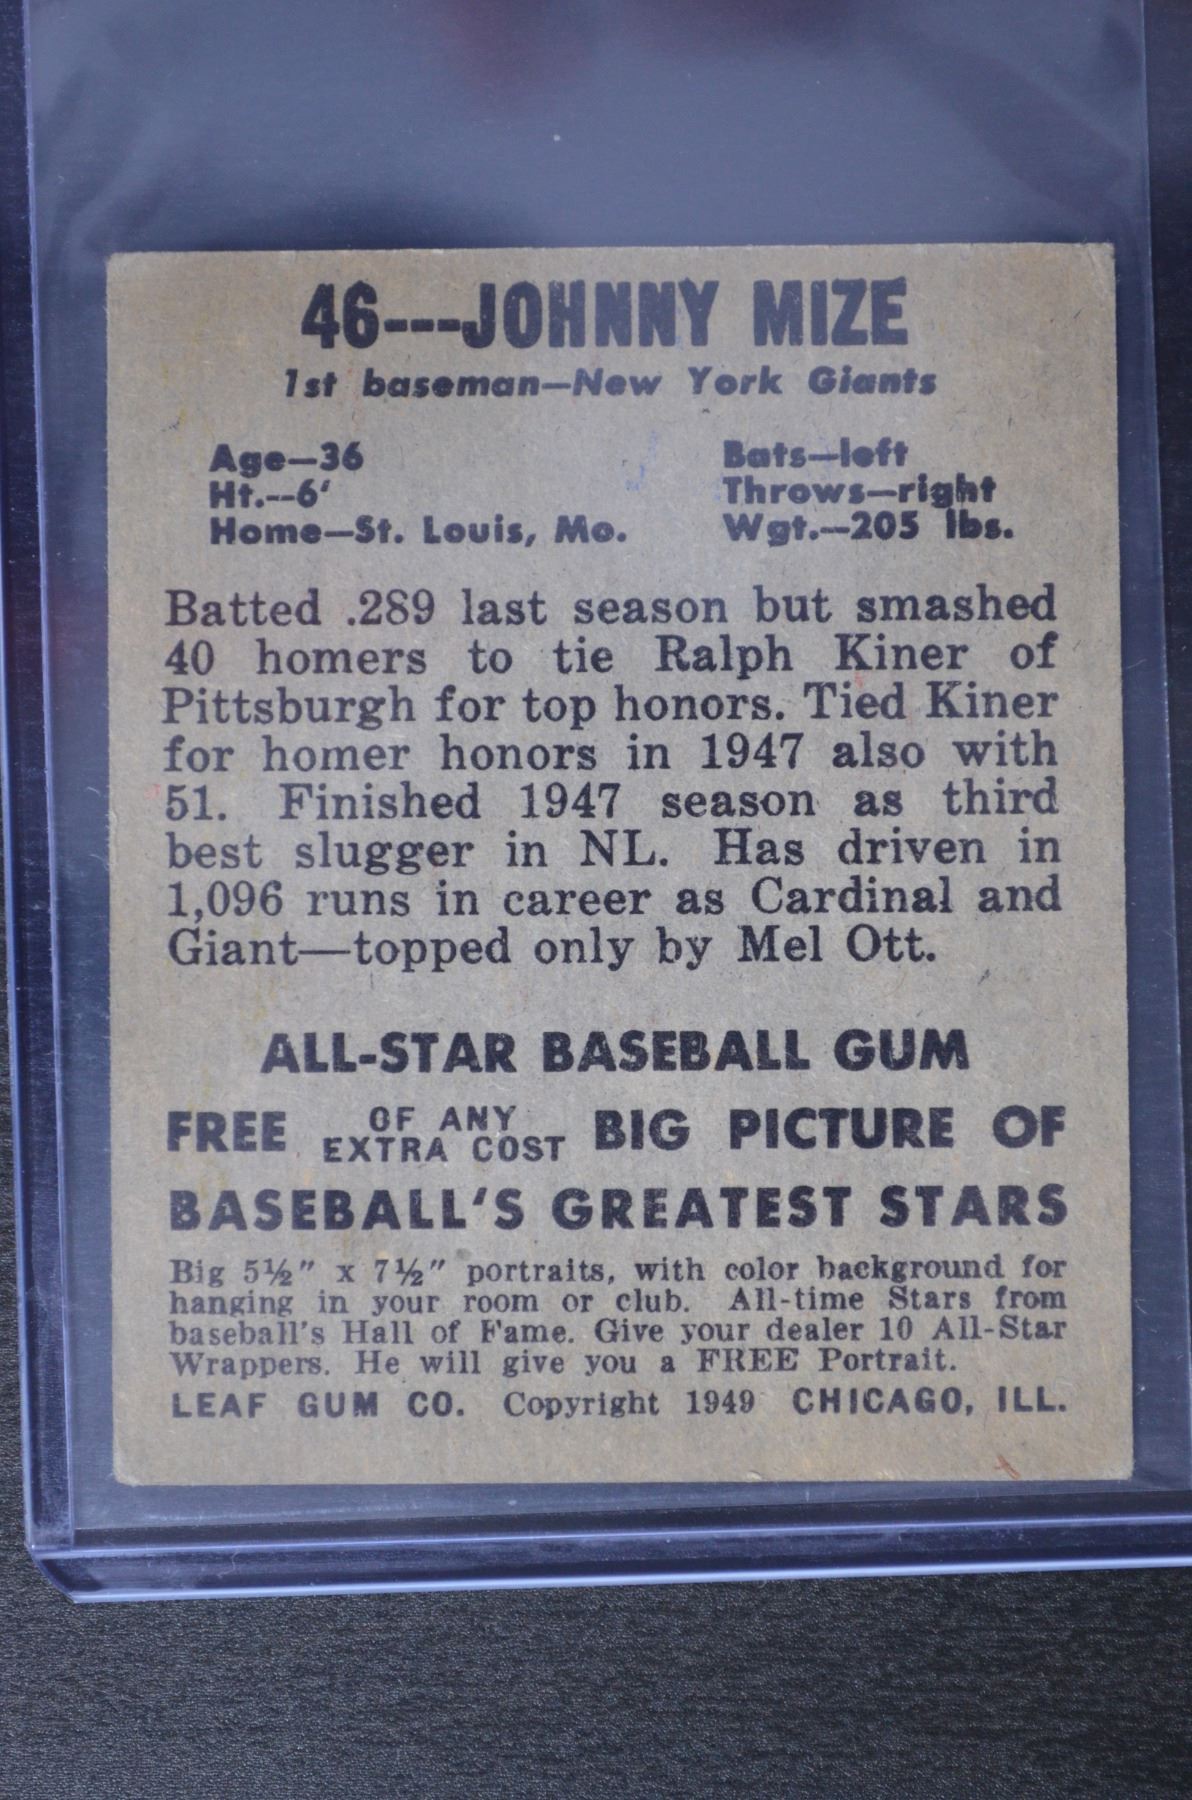 46---JOHNNY MIZE
1st baseman—New York Giants
Age—36
Ht.--6'
Home—St. Louis, Mo.
Bats—left
Throws—right
Wgt.—205 lbs.
Batted .289 last season but smashed
40 homers to tie Ralph Kiner of
Pittsburgh for top honors. Tied Kiner
for homer honors in 1947 also with
51. Finished 1947 season as third
best slugger in NL. Has driven in
1,096 runs in career as Cardinal and
Giant—topped only by Mel Ott.
ALL-STAR BASEBALL GUM
FREE OF ANY EXTRA COST BIG PICTURE OF
BASEBALL'S GREATEST STARS
Big 5½" x 7½" portraits, with color background for
hanging in your room or club. All-time Stars from
baseball's Hall of Fame. Give your dealer 10 All-Star
Wrappers. He will give you a FREE Portrait.
LEAF GUM CO. Copyright 1949 CHICAGO, ILL.